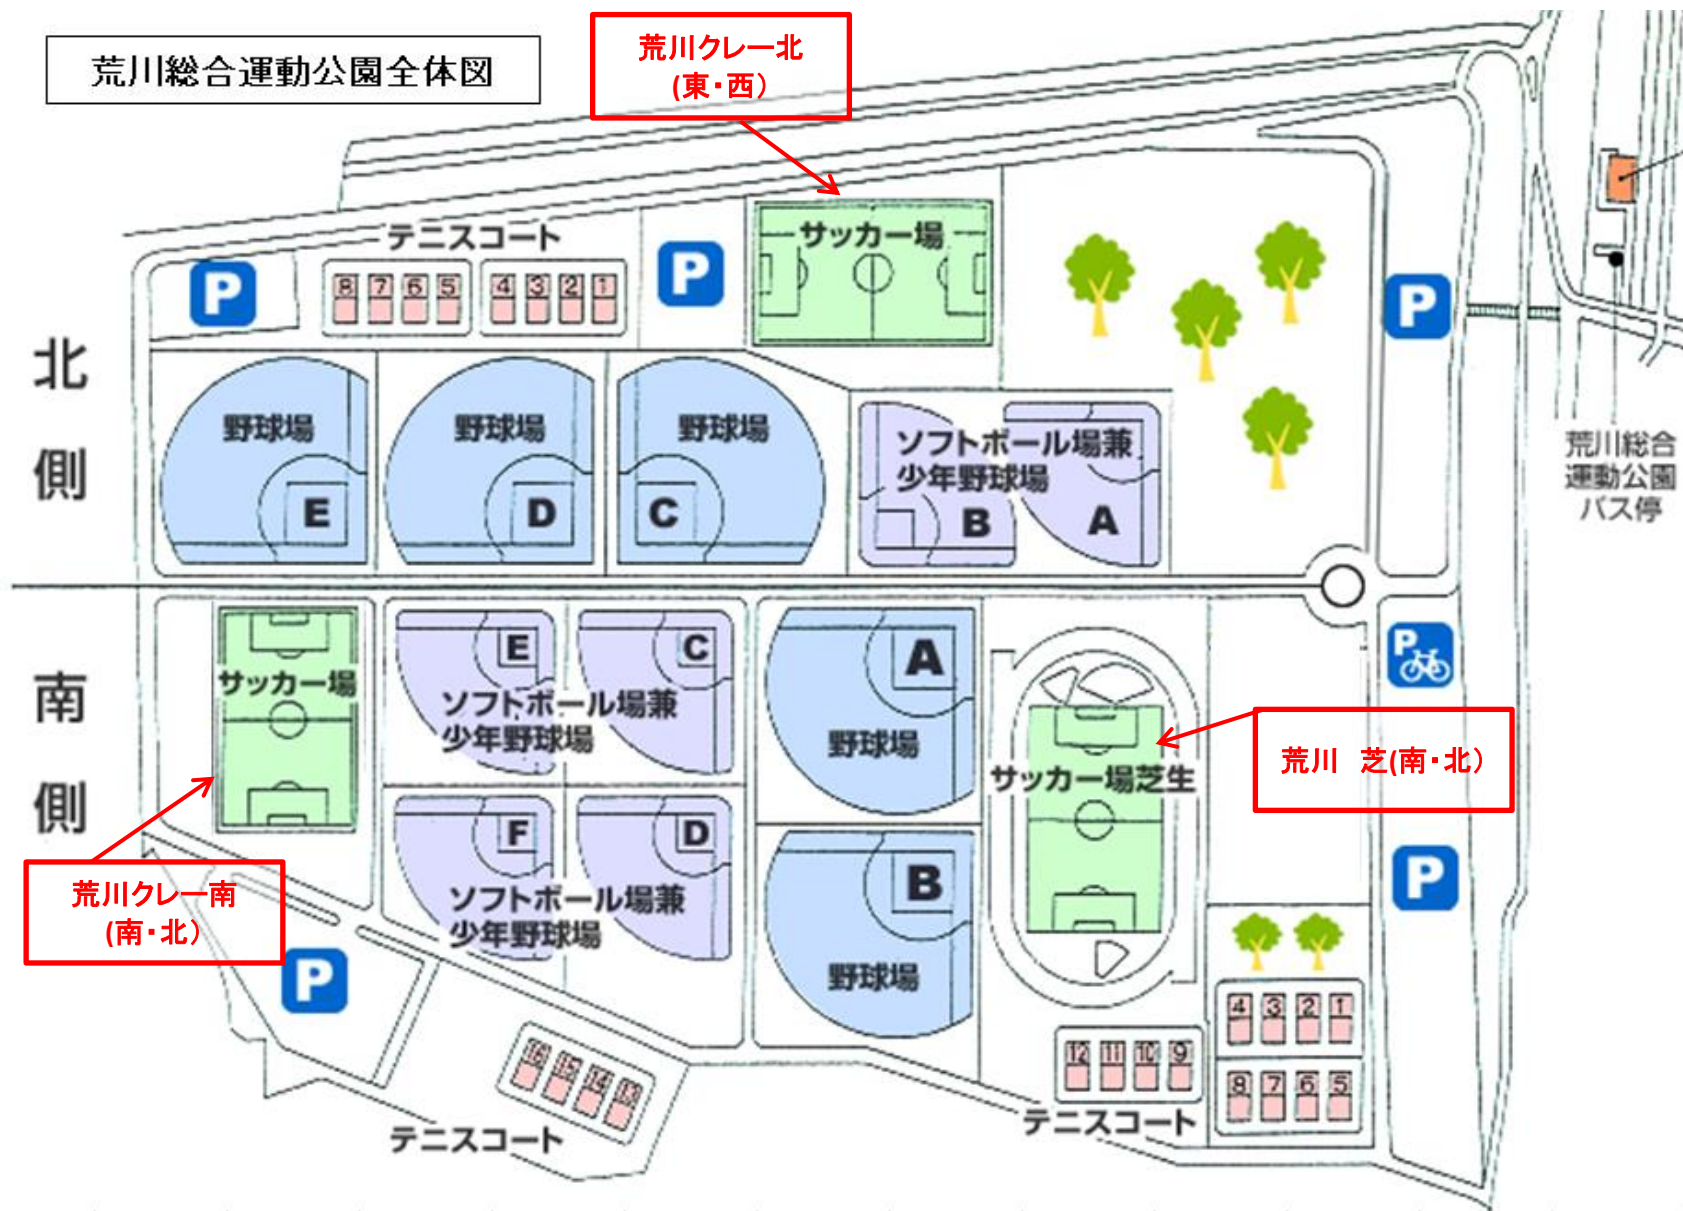 荒川総合運動公園全体図
荒川クレー北
(東・西)
テニスコート
サッカー場
P
P
P
8 7 6 5 4 3 2 1
北側
野球場
E
野球場
D
野球場
C
ソフトボール場兼
少年野球場
B
A
荒川総合
運動公園
バス停
南側
サッカー場
E
C
ソフトボール場兼
少年野球場
F
D
ソフトボール場兼
少年野球場
A
野球場
B
野球場
サッカー場芝生
P
荒川 芝(南・北)
P
荒川クレー南
(南・北)
P
4 3 2 1
8 7 6 5
12 11 10 9
テニスコート
16 15 14 13
テニスコート